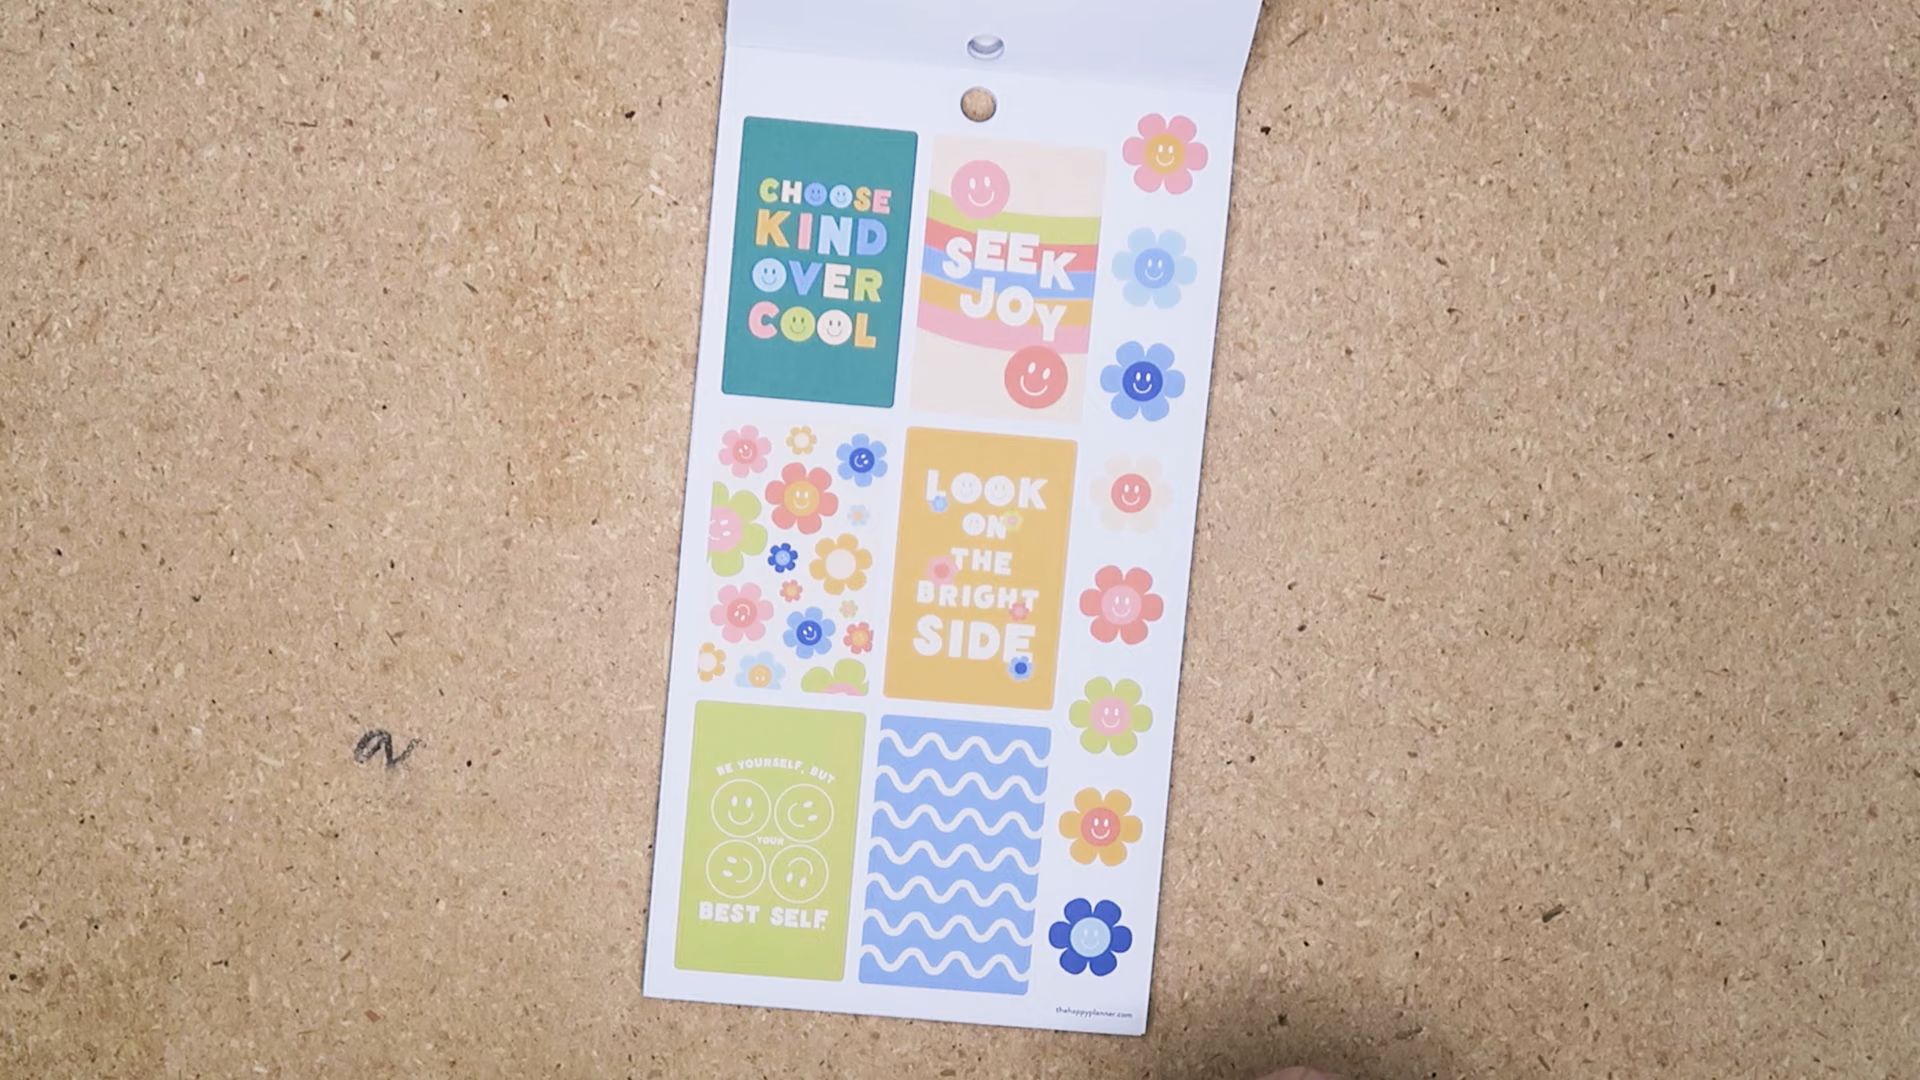 CHOOSE
KIND
OVER
COOL
SEEK
JOY
LOOK
ON
THE
BRIGHT
SIDE
BE YOURSELF, BUT
YOUR
BEST SELF.
thehappyplanner.com